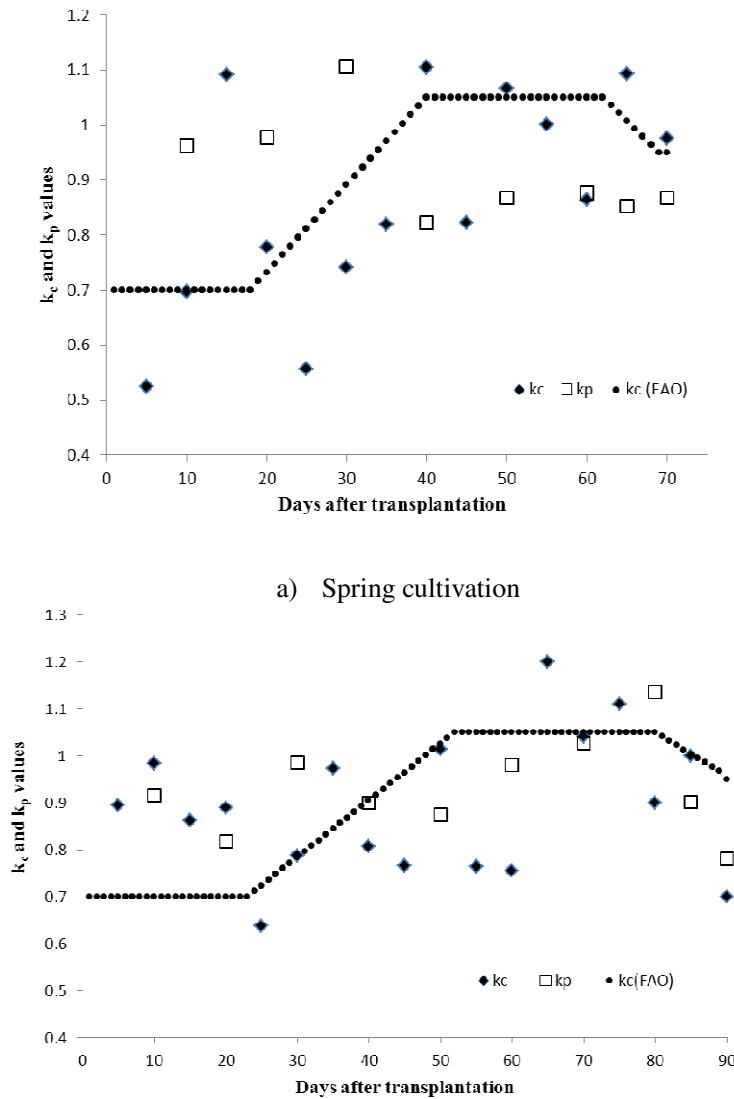 1.2
1.1
1
0.9
0.8
0.7
0.6
0.5
0.4
kc and kp values
kc kp kc (FAO)
0 10 20 30 40 50 60 70
Days after transplantation
a) Spring cultivation
1.3
1.2
1.1
1
0.9
0.8
0.7
0.6
0.5
0.4
kc and kp values
kc kp kc(FAO)
0 10 20 30 40 50 60 70 80 90
Days after transplantation